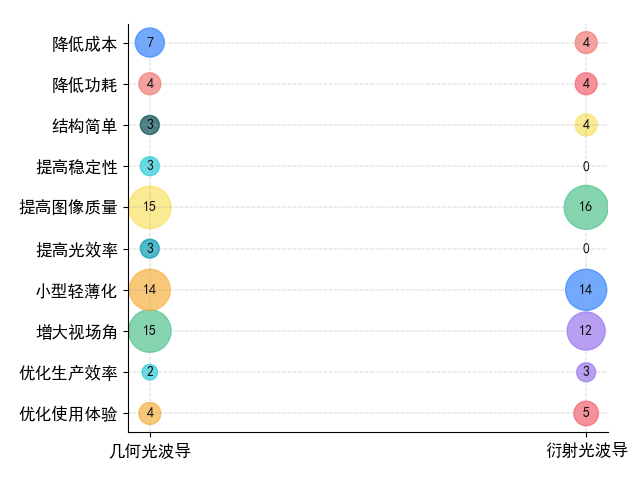 降低成本 7 4
降低功耗 4 4
结构简单 3 4
提高稳定性 3 0
提高图像质量 15 16
提高光效率 3 0
小型轻薄化 14 14
增大视场角 15 12
优化生产效率 2 3
优化使用体验 4 5
几何光波导 衍射光波导